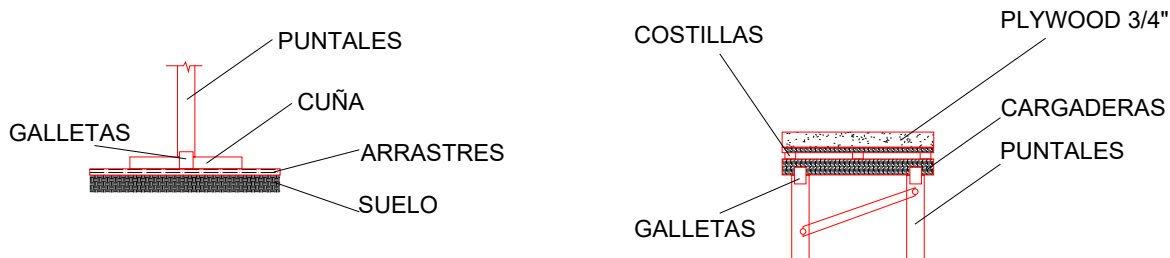 PUNTALES
CUÑA
GALLETAS
ARRASTRES
SUELO
PLYWOOD 3/4"
COSTILLAS
CARGADERAS
PUNTALES
GALLETAS